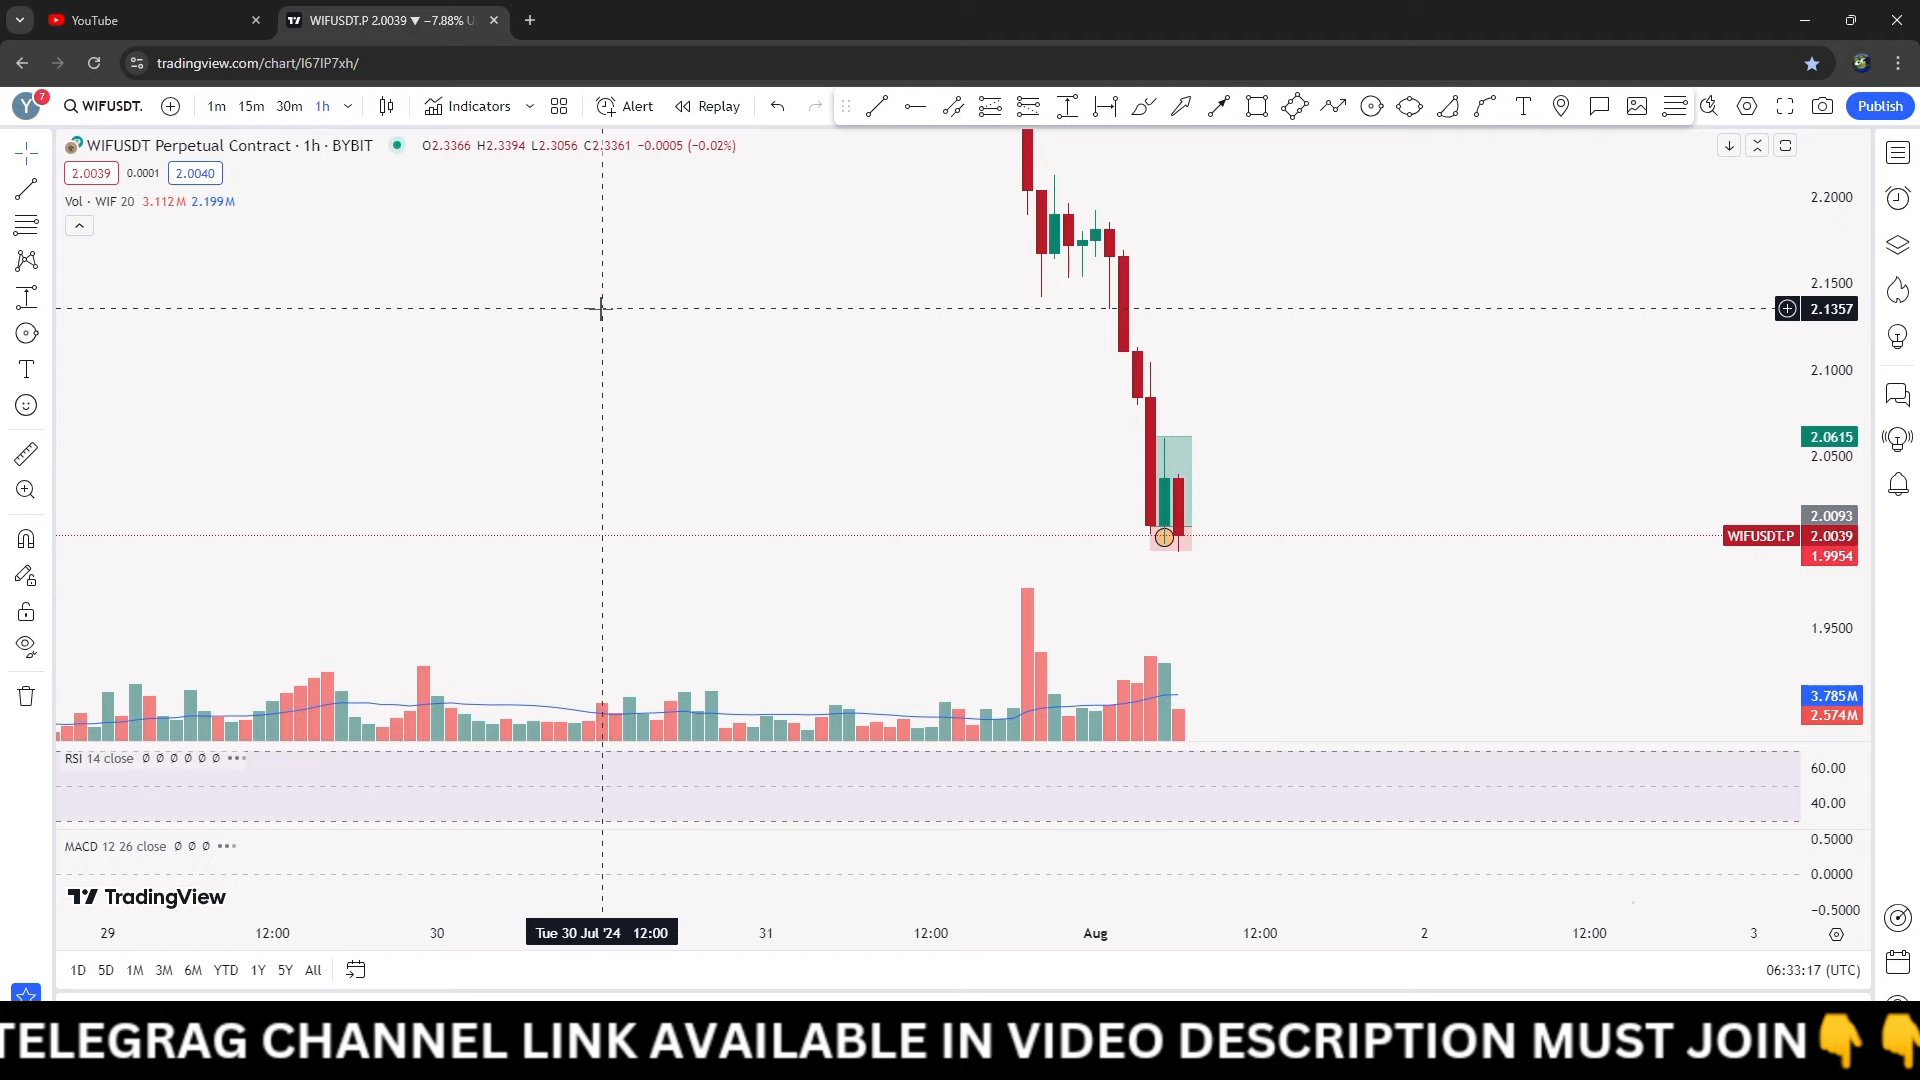 YouTube
WIFUSDT.P 2.0039 ▼ −7.88% U
tradingview.com/chart/I67IP7xh/
Y 7 WIFUSDT. 1m 15m 30m 1h Indicators Alert Replay Publish
WIFUSDT Perpetual Contract · 1h · BYBIT O2.3366 H2.3394 L2.3056 C2.3361 −0.0005 (−0.02%)
2.0039 0.0001 2.0040
Vol · WIF 20 3.112M 2.199M
2.2000
2.1500
2.1357
2.1000
2.0615
2.0500
2.0093
WIFUSDT.P 2.0039
1.9954
1.9500
3.785M
2.574M
RSI 14 close Ø Ø Ø Ø Ø Ø
60.00
40.00
MACD 12 26 close Ø Ø Ø
0.5000
0.0000
−0.5000
TradingView
29 12:00 30 Tue 30 Jul '24 12:00 31 12:00 Aug 12:00 2 12:00 3
1D 5D 1M 3M 6M YTD 1Y 5Y All 06:33:17 (UTC)
TELEGRAG CHANNEL LINK AVAILABLE IN VIDEO DESCRIPTION MUST JOIN👇👇